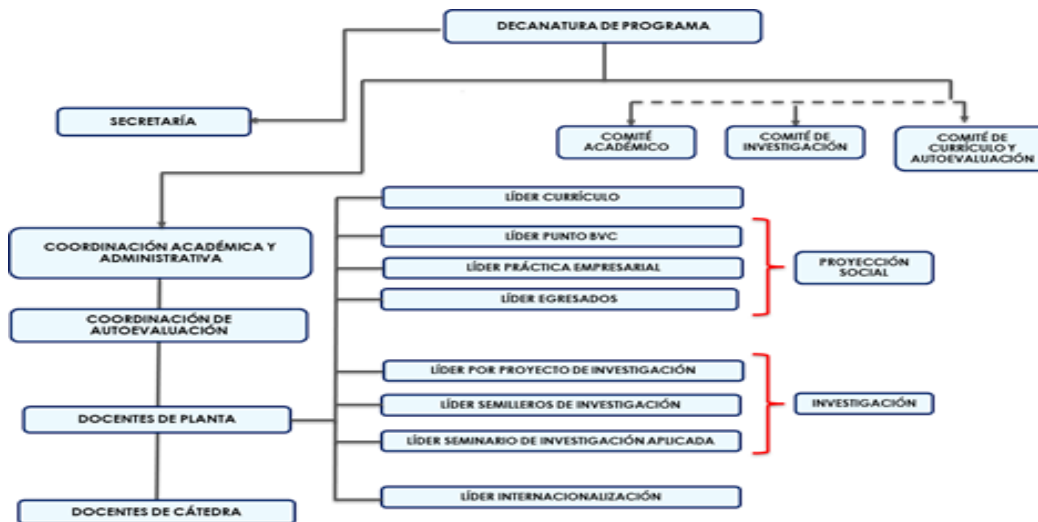 DECANATURA DE PROGRAMA
SECRETARÍA
COMITÉ
ACADÉMICO
COMITÉ DE
INVESTIGACIÓN
COMITÉ DE
CURRÍCULO Y
AUTOEVALUACIÓN
COORDINACIÓN ACADÉMICA Y
ADMINISTRATIVA
COORDINACIÓN DE
AUTOEVALUACIÓN
DOCENTES DE PLANTA
DOCENTES DE CÁTEDRA
LÍDER CURRÍCULO
LÍDER PUNTO BVC
LÍDER PRÁCTICA EMPRESARIAL
LÍDER EGRESADOS
PROYECCIÓN
SOCIAL
LÍDER POR PROYECTO DE INVESTIGACIÓN
LÍDER SEMILLEROS DE INVESTIGACIÓN
LÍDER SEMINARIO DE INVESTIGACIÓN APLICADA
INVESTIGACIÓN
LÍDER INTERNACIONALIZACIÓN